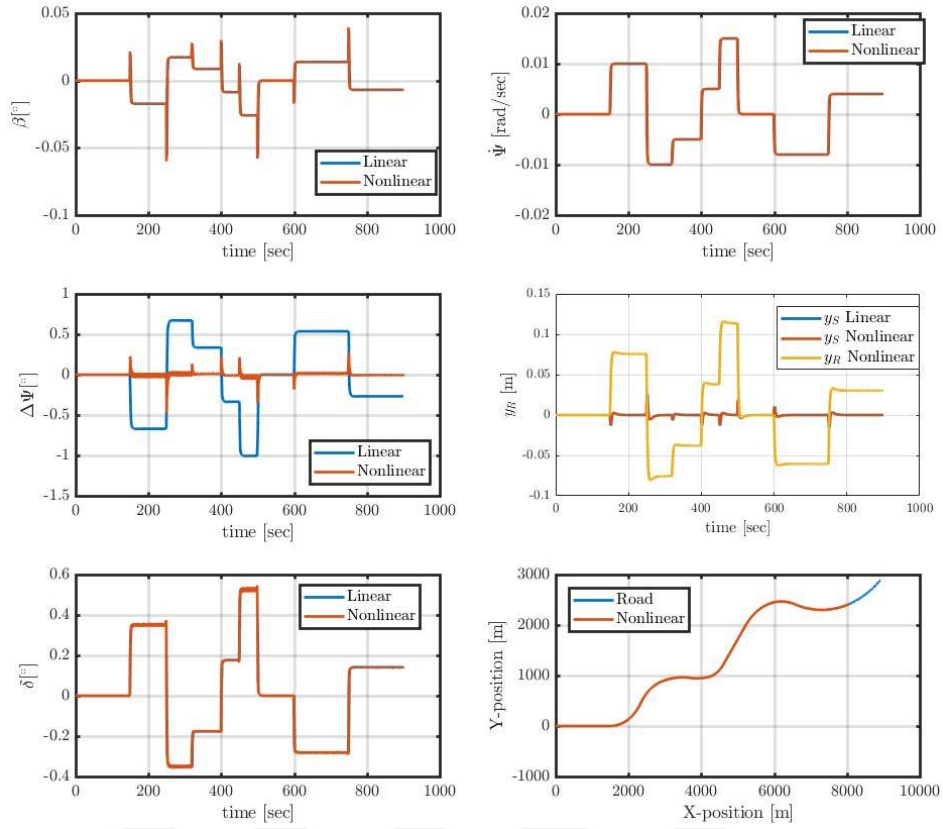 0.05
0
-0.05
-0.1
β[°]
Linear
Nonlinear
0 200 400 600 800 1000
time [sec]
0.02
0.01
0
-0.01
-0.02
Ψ̇ [rad/sec]
Linear
Nonlinear
0 200 400 600 800 1000
time [sec]
1
0.5
0
-0.5
-1
-1.5
ΔΨ[°]
Linear
Nonlinear
0 200 400 600 800 1000
time [sec]
0.15
0.1
0.05
0
-0.05
-0.1
y_R [m]
y_S Linear
y_S Nonlinear
y_R Nonlinear
0 200 400 600 800 1000
time [sec]
0.6
0.4
0.2
0
-0.2
-0.4
δ[°]
Linear
Nonlinear
0 200 400 600 800 1000
time [sec]
3000
2000
1000
0
-1000
Y-position [m]
Road
Nonlinear
0 2000 4000 6000 8000 10000
X-position [m]